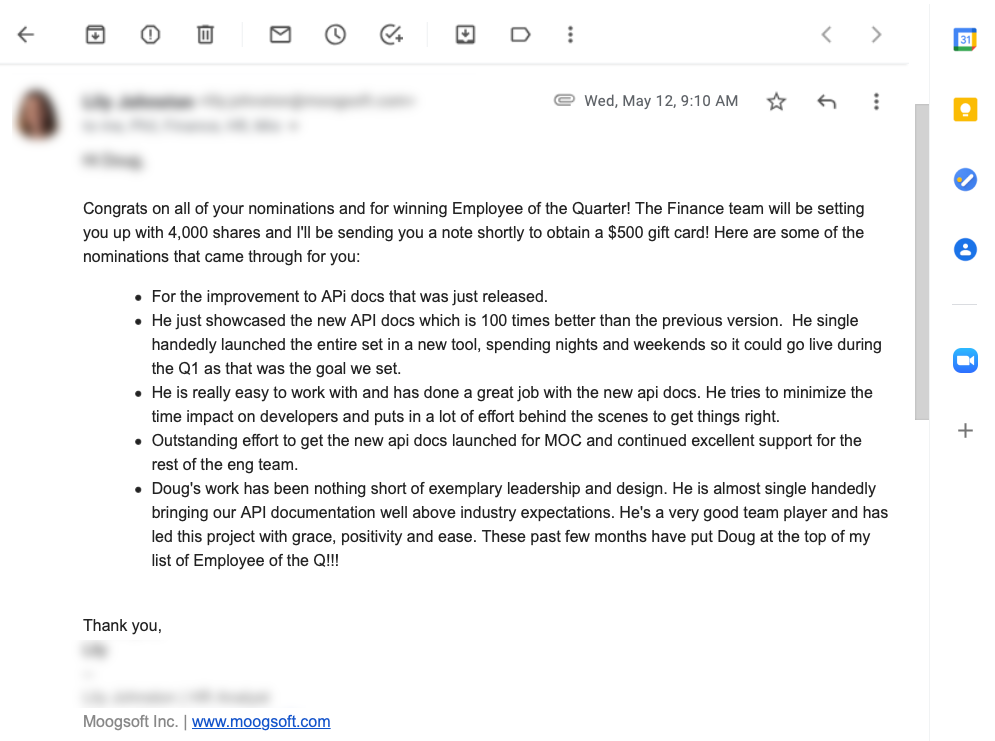 31
Wed, May 12, 9:10 AM
Congrats on all of your nominations and for winning Employee of the Quarter! The Finance team will be setting
you up with 4,000 shares and I'll be sending you a note shortly to obtain a $500 gift card! Here are some of the
nominations that came through for you:
• For the improvement to APi docs that was just released.
• He just showcased the new API docs which is 100 times better than the previous version.  He single
handedly launched the entire set in a new tool, spending nights and weekends so it could go live during
the Q1 as that was the goal we set.
• He is really easy to work with and has done a great job with the new api docs. He tries to minimize the
time impact on developers and puts in a lot of effort behind the scenes to get things right.
• Outstanding effort to get the new api docs launched for MOC and continued excellent support for the
rest of the eng team.
• Doug's work has been nothing short of exemplary leadership and design. He is almost single handedly
bringing our API documentation well above industry expectations. He's a very good team player and has
led this project with grace, positivity and ease. These past few months have put Doug at the top of my
list of Employee of the Q!!!
Thank you,
Moogsoft Inc. | www.moogsoft.com